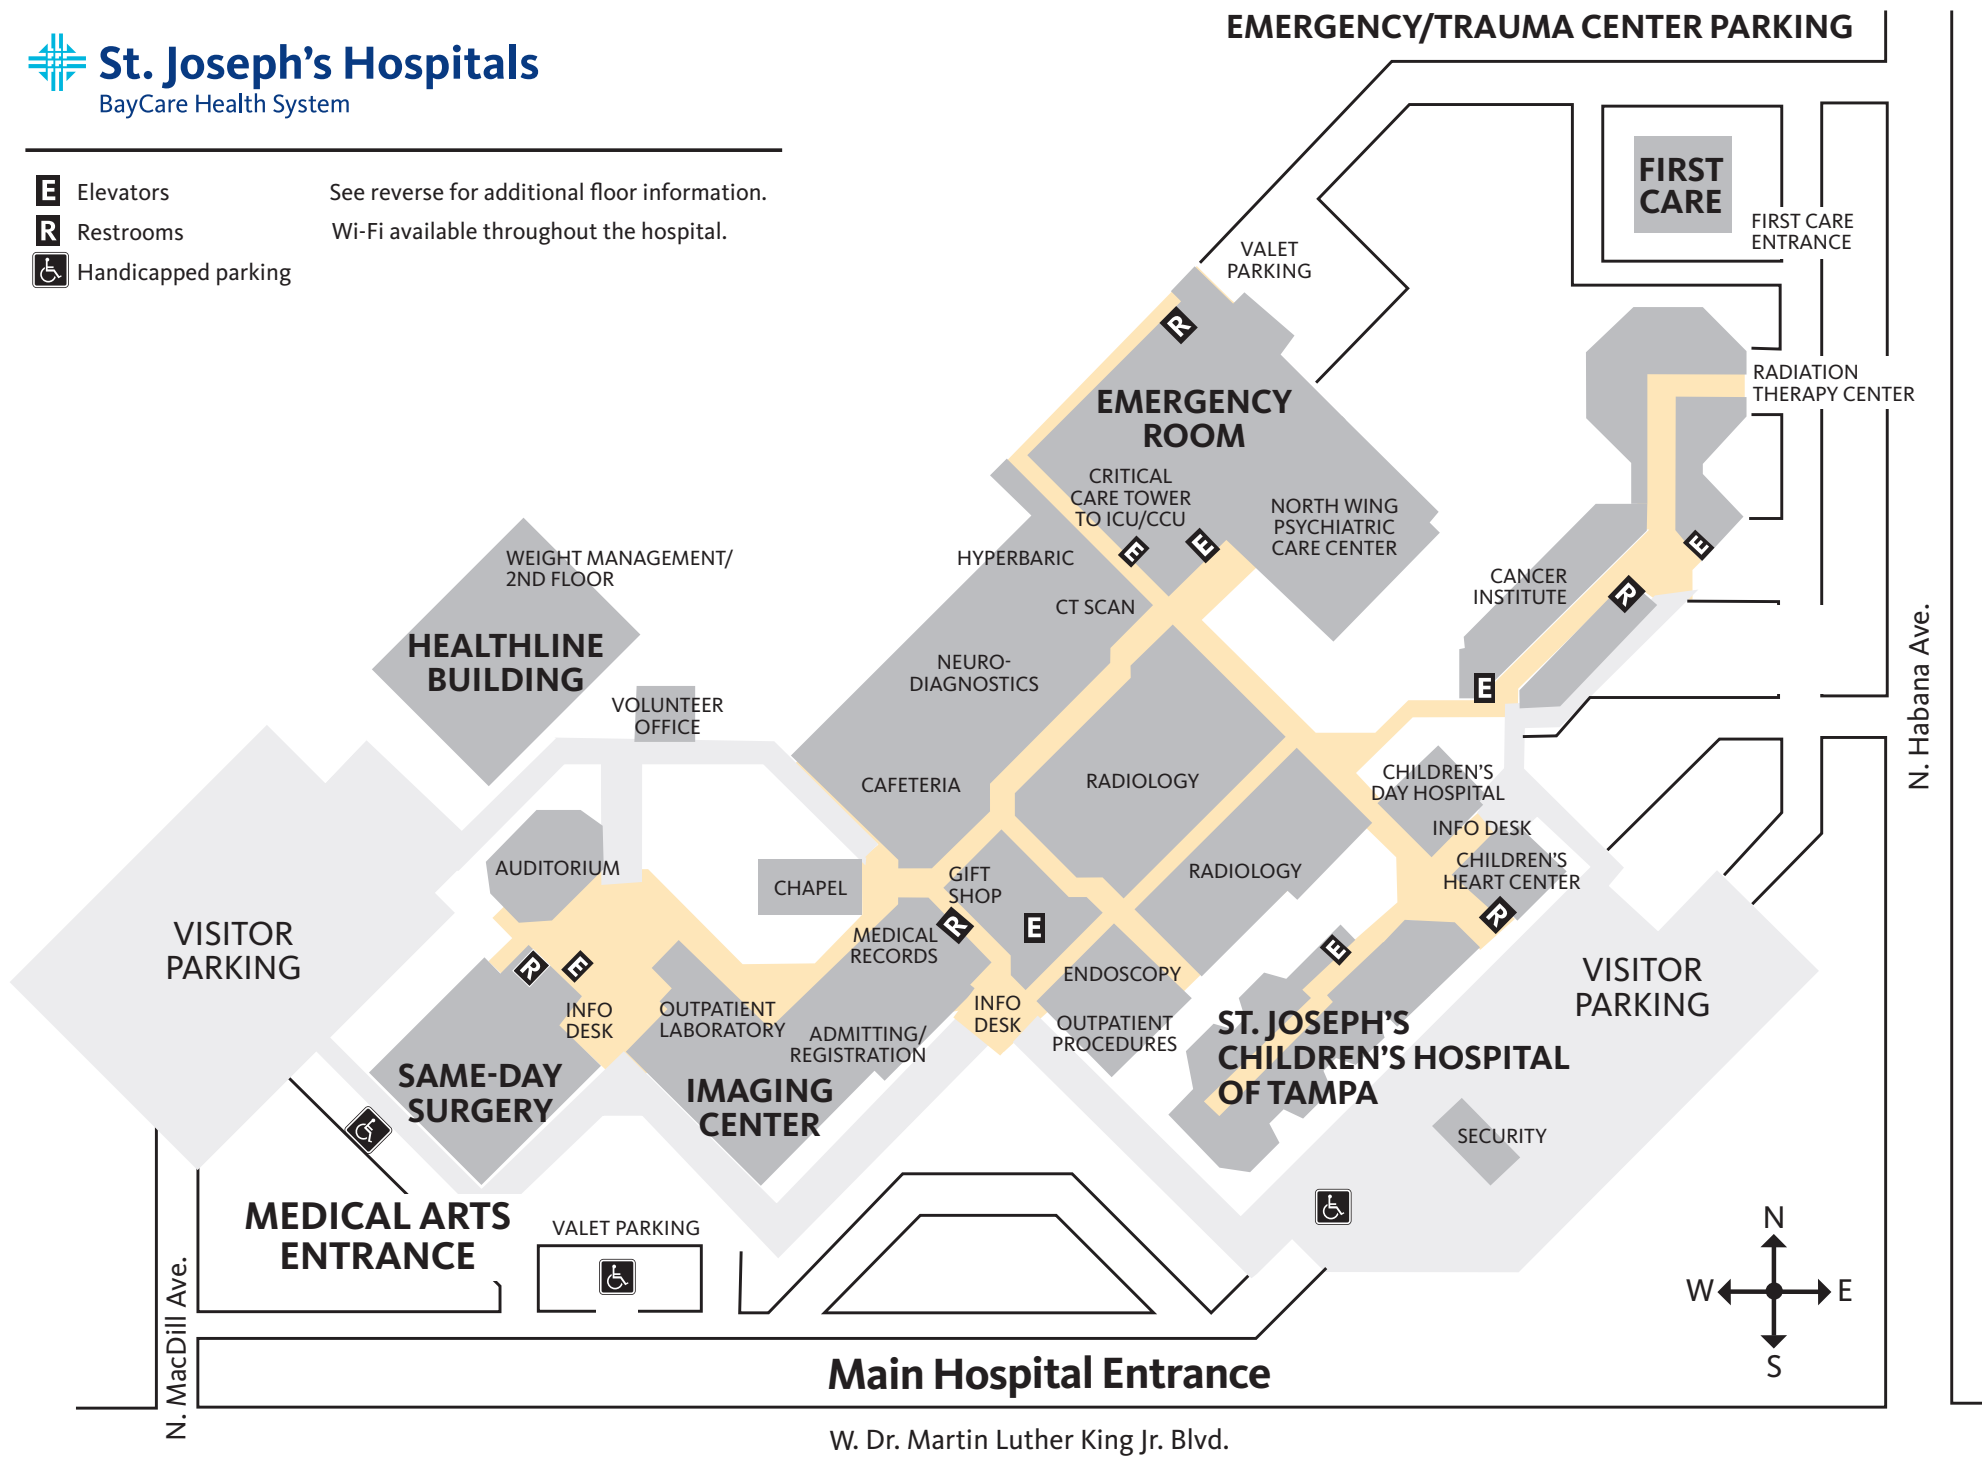 EMERGENCY/TRAUMA CENTER PARKING
St. Joseph's Hospitals
BayCare Health System
E Elevators
See reverse for additional floor information.
R Restrooms
Wi-Fi available throughout the hospital.
Handicapped parking
FIRST
CARE
FIRST CARE
ENTRANCE
VALET
PARKING
R
RADIATION
THERAPY CENTER
EMERGENCY
ROOM
CRITICAL
CARE TOWER
TO ICU/CCU
NORTH WING
PSYCHIATRIC
CARE CENTER
E
E
E
HYPERBARIC
WEIGHT MANAGEMENT/
2ND FLOOR
CT SCAN
CANCER
INSTITUTE
R
HEALTHLINE
BUILDING
NEURO-
DIAGNOSTICS
E
N. Habana Ave.
VOLUNTEER
OFFICE
CAFETERIA
RADIOLOGY
CHILDREN'S
DAY HOSPITAL
INFO DESK
AUDITORIUM
CHAPEL
GIFT
SHOP
RADIOLOGY
CHILDREN'S
HEART CENTER
R
R
E
VISITOR
PARKING
MEDICAL
RECORDS
E
R
E
ENDOSCOPY
VISITOR
PARKING
INFO
DESK
OUTPATIENT
LABORATORY
ADMITTING/
REGISTRATION
INFO
DESK
OUTPATIENT
PROCEDURES
ST. JOSEPH'S
CHILDREN'S HOSPITAL
OF TAMPA
SAME-DAY
SURGERY
IMAGING
CENTER
SECURITY
MEDICAL ARTS
ENTRANCE
VALET PARKING
N
W E
S
N. MacDill Ave.
Main Hospital Entrance
W. Dr. Martin Luther King Jr. Blvd.